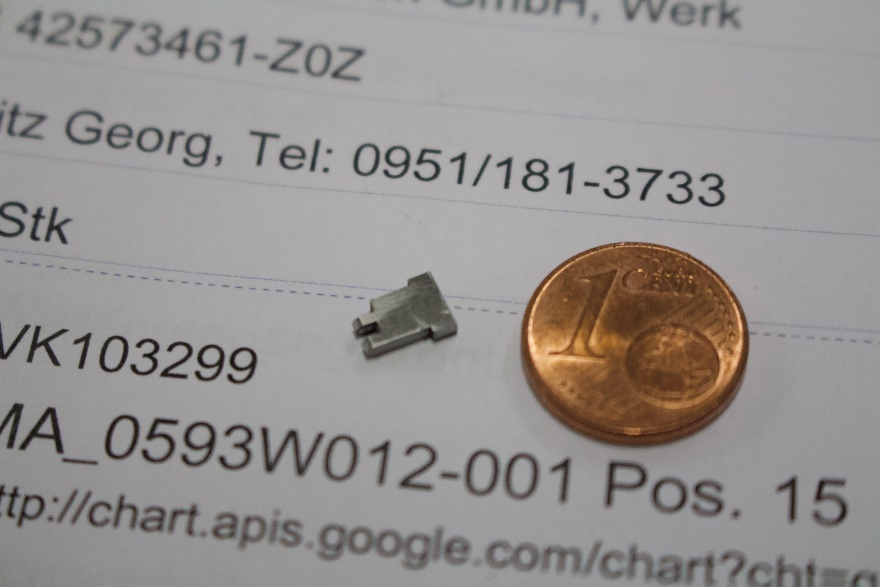 GmbH, Werk
42573461-Z0Z
itz Georg, Tel: 0951/181-3733
Stk
VK103299
MA_0593W012-001 Pos. 15
ttp://chart.apis.google.com/chart?cht=q
1 CENT